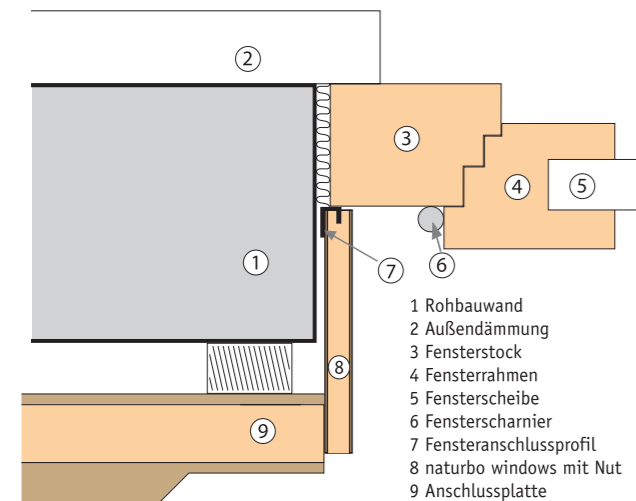 2
3
4
5
1
7
6
8
9
1 Rohbauwand
2 Außendämmung
3 Fensterstock
4 Fensterrahmen
5 Fensterscheibe
6 Fensterscharnier
7 Fensteranschlussprofil
8 naturbo windows mit Nut
9 Anschlussplatte